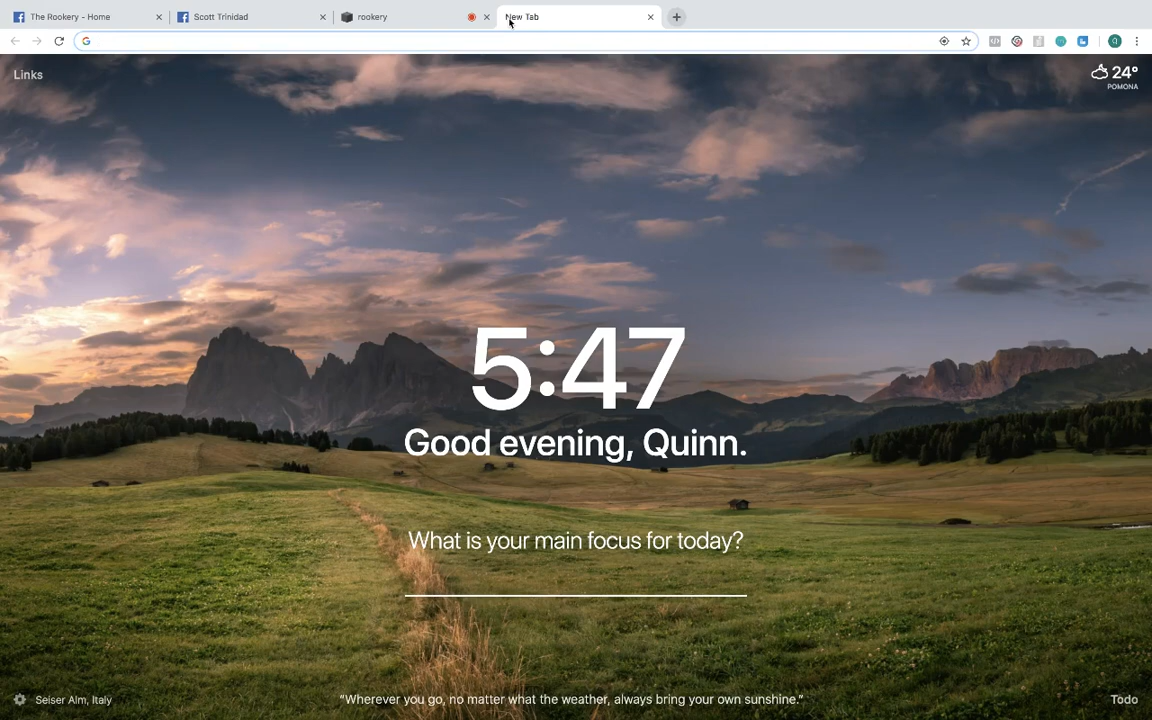 The Rookery - Home
Scott Trinidad
rookery
New Tab
Links
24°
POMONA
5:47
Good evening, Quinn.
What is your main focus for today?
Seiser Alm, Italy
“Wherever you go, no matter what the weather, always bring your own sunshine.”
Todo